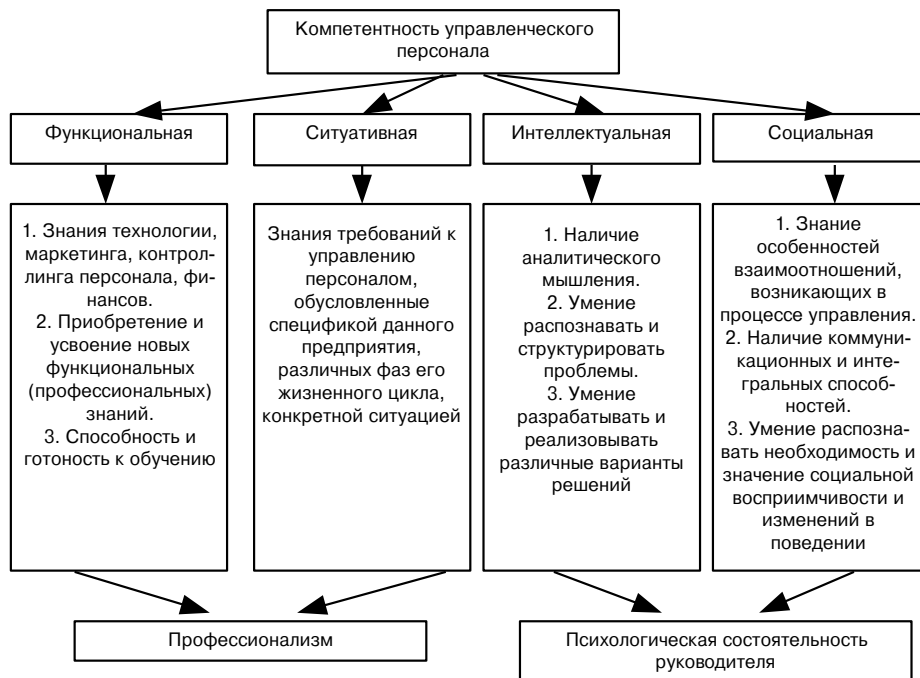 Компетентность управленческого
персонала
Функциональная
Ситуативная
Интеллектуальная
Социальная
1. Знания технологии,
маркетинга, контрол-
линга персонала, фи-
нансов.
2. Приобретение и
усвоение новых
функциональных
(профессиональных)
знаний.
3. Способность и
готоность к обучению
Знания требований к
управлению
персоналом,
обусловленные
спецификой данного
предприятия,
различных фаз его
жизненного цикла,
конкретной ситуацией
1. Наличие
аналитического
мышления.
2. Умение
распознавать и
структурировать
проблемы.
3. Умение
разрабатывать и
реализовывать
различные варианты
решений
1. Знание
особенностей
взаимоотношений,
возникающих в
процессе управления.
2. Наличие коммуни-
кационных и инте-
гральных способ-
ностей.
3. Умение распозна-
вать необходимость и
значение социальной
восприимчивости и
изменений в
поведении
Профессионализм
Психологическая состоятельность
руководителя